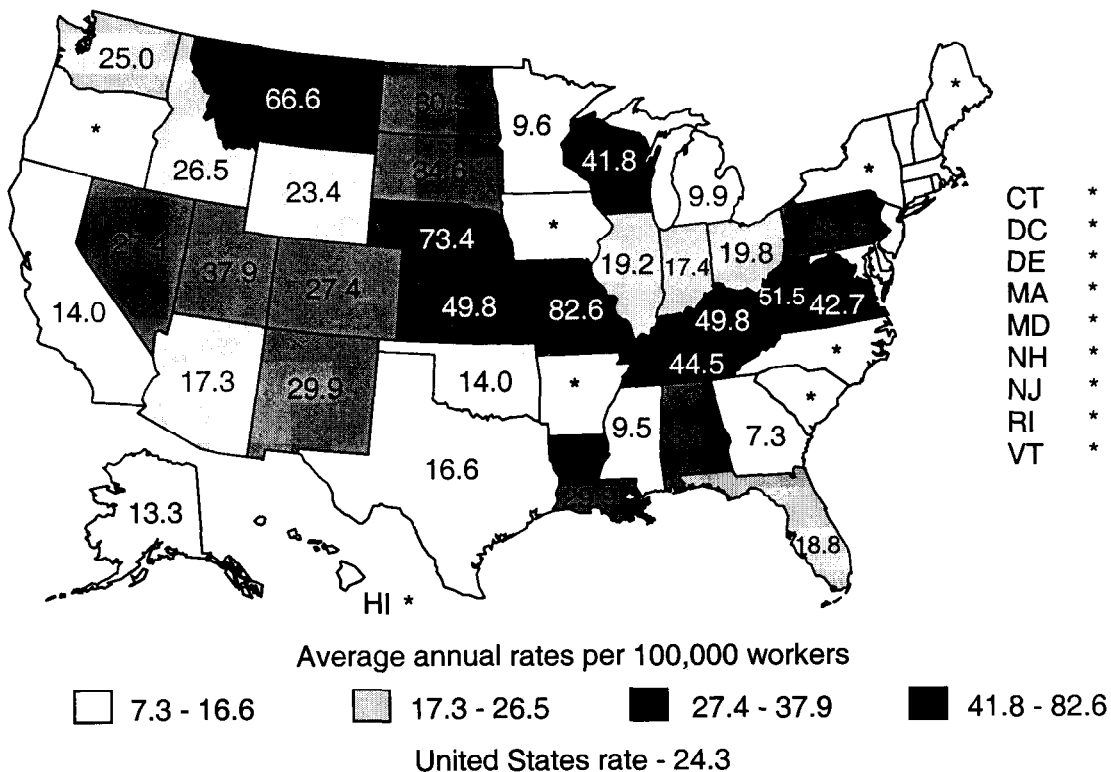 25.0
66.6
9.6
*
*
26.5
23.4
41.8
9.9
*
73.4
*
19.8
19.2
17.4
37.9
27.4
14.0
49.8
82.6
51.5
42.7
49.8
44.5
*
17.3
29.9
14.0
*
*
9.5
7.3
16.6
13.3
18.8
HI *
CT *
DC *
DE *
MA *
MD *
NH *
NJ *
RI *
VT *
Average annual rates per 100,000 workers
7.3 - 16.6 17.3 - 26.5 27.4 - 37.9 41.8 - 82.6
United States rate - 24.3